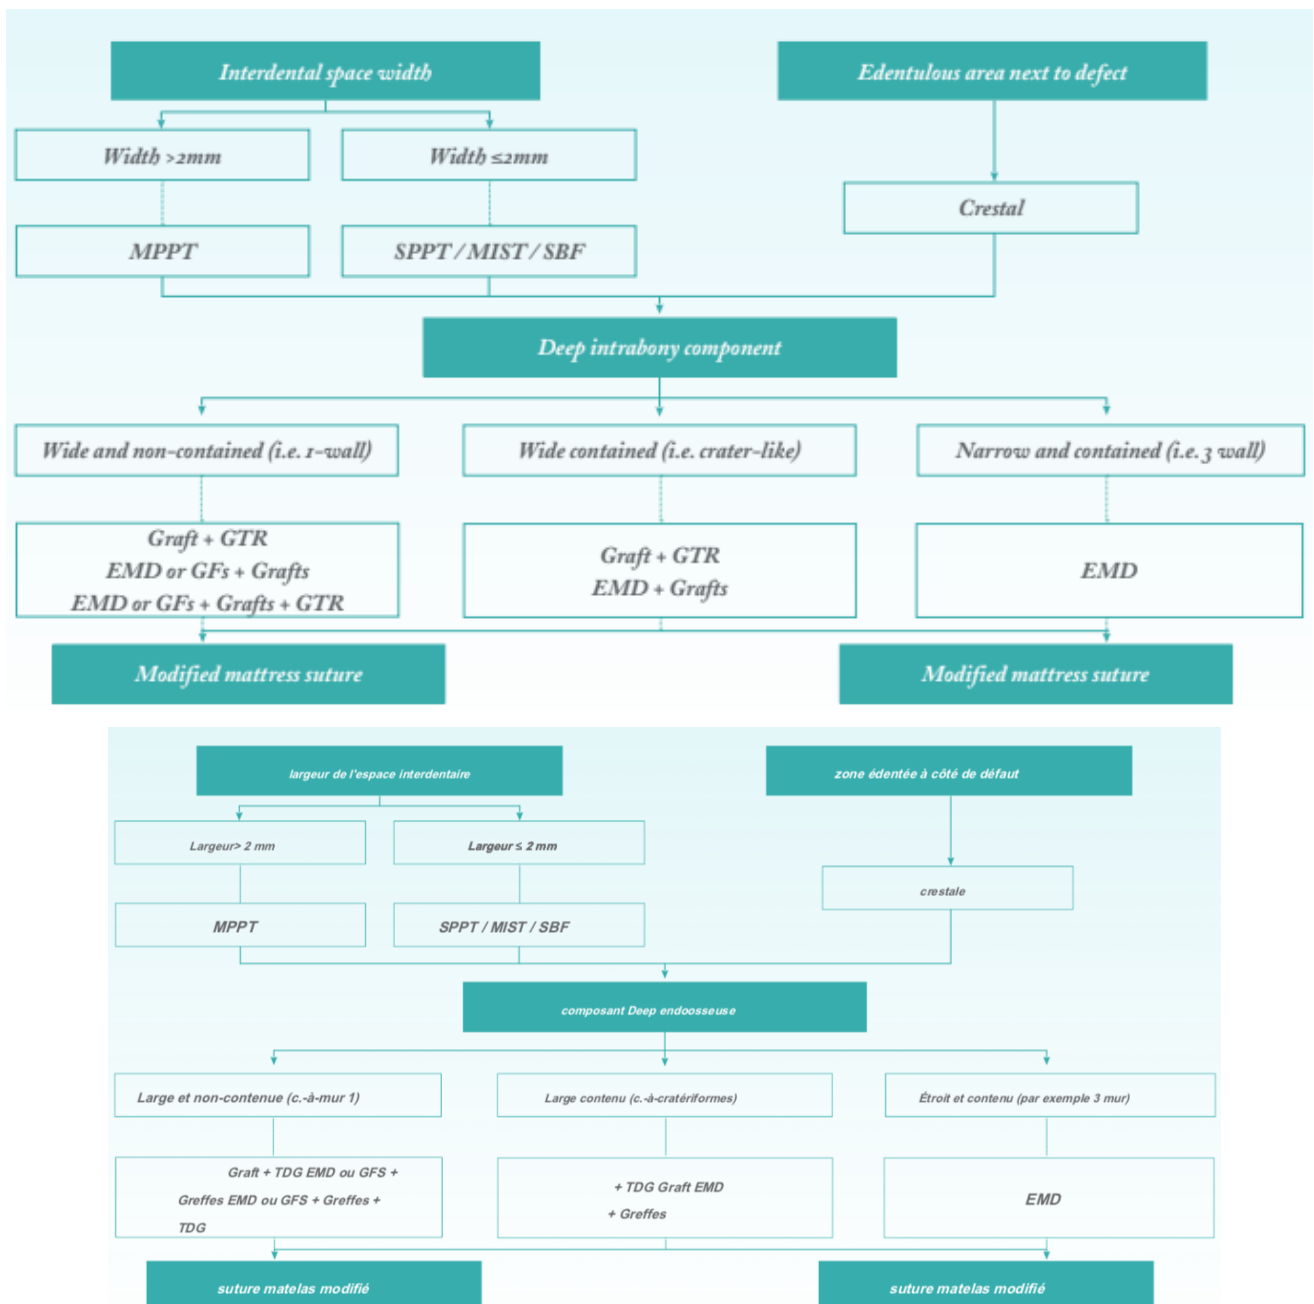 Interdental space width
Edentulous area next to defect
Width >2mm
Width ≤2mm
Crestal
MPPT
SPPT / MIST / SBF
Deep intrabony component
Wide and non-contained (i.e. 1-wall)
Wide contained (i.e. crater-like)
Narrow and contained (i.e. 3 wall)
Graft + GTR
EMD or GFs + Grafts
EMD or GFs + Grafts + GTR
Graft + GTR
EMD + Grafts
EMD
Modified mattress suture
Modified mattress suture
largeur de l'espace interdentaire
zone édentée à côté de défaut
Largeur> 2 mm
Largeur ≤ 2 mm
crestale
MPPT
SPPT / MIST / SBF
composant Deep endoosseuse
Large et non-contenue (c.-à-mur 1)
Large contenu (c.-à-cratériformes)
Étroit et contenu (par exemple 3 mur)
Graft + TDG EMD ou GFS +
Greffes EMD ou GFS + Greffes +
TDG
+ TDG Graft EMD
+ Greffes
EMD
suture matelas modifié
suture matelas modifié